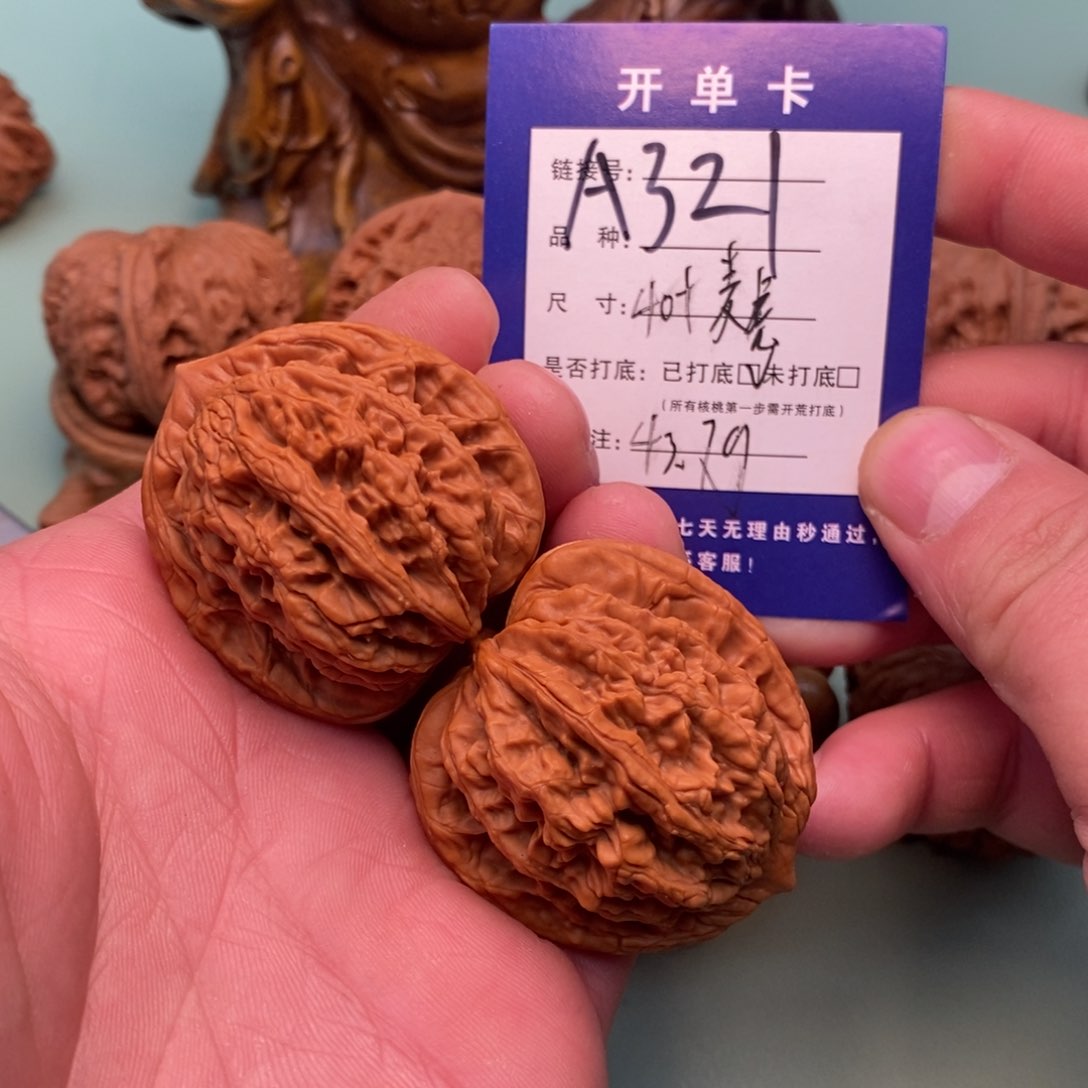 开单卡
链接号：A321
品 种：
尺 寸：40+
是否打底：已打底☑未打底□
（所有核桃第一步需开荒打底）
注：43.79
七天无理由秒通过，
客服！